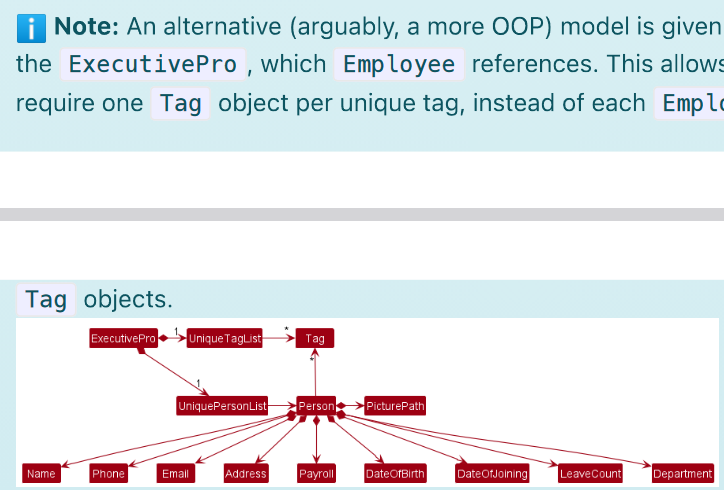 Note: An alternative (arguably, a more OOP) model is given
the ExecutivePro , which Employee references. This allows
require one Tag object per unique tag, instead of each Emplo
Tag objects.
ExecutivePro 1 UniqueTagList * Tag
*
1
UniquePersonList Person PicturePath
Name Phone Email Address Payroll DateOfBirth DateOfJoining LeaveCount Department